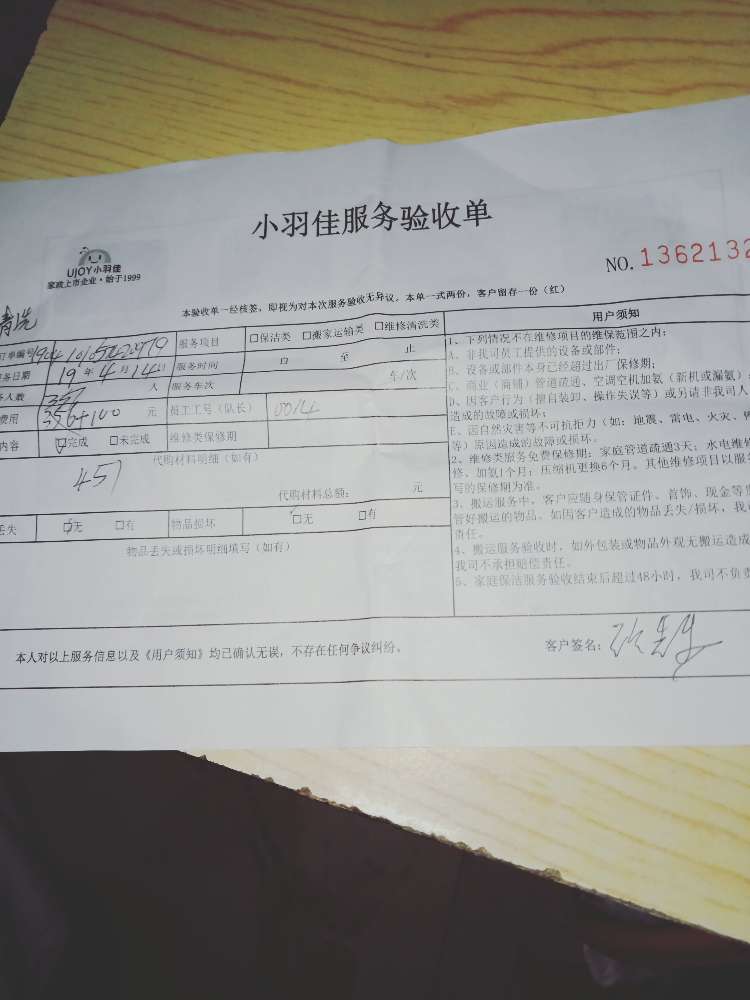 小羽佳服务验收单
UJOY小羽佳
家政上市企业·始于1999
NO. 1362132
本验收单一经核签，即视为对本次服务验收无异议。本单一式两份，客户留存一份（红）
清洗
订单编号 服务项目 □保洁类 □搬家运输类 □维修清洗类
务日期 19年4月14日 服务时间 自 至 止
务人数 人 服务车次 车/次
费用 356+100 元 员工工号（队长） 0014
内容 ☑完成 □未完成 维修类保修期
代购材料明细（如有）
457
代购材料总额： 元
丢失 ☑无 □有 物品损坏 ☑无 □有
物品丢失或损坏明细填写（如有）
用户须知
1、下列情况不在维修项目的维保范围之内：
A、非我司员工提供的设备或部件；
B、设备或部件本身已经超过出厂保修期；
C、商业（商铺）管道疏通、空调空机加氨（新机或漏氨）
D、因客户行为（擅自装卸、操作失误等）或另请非我司人
造成的故障或损坏；
E、因自然灾害等不可抗拒力（如：地震、雷电、火灾、
等）原因造成的故障或损坏。
2、维修类服务免费保修期：家庭管道疏通3天；水电维修
修、加氨1个月；压缩机更换6个月。其他维修项目以服
写的保修期为准。
3、搬运服务中，客户应随身保管证件、首饰、现金等
管好搬运的物品。如因客户造成的物品丢失/损坏，我
责任。
4、搬运服务验收时，如外包装或物品外观无搬运造成
我司不承担赔偿责任。
5、家庭保洁服务验收结束后超过48小时，我司不负责
本人对以上服务信息以及《用户须知》均已确认无误，不存在任何争议纠纷。
客户签名：